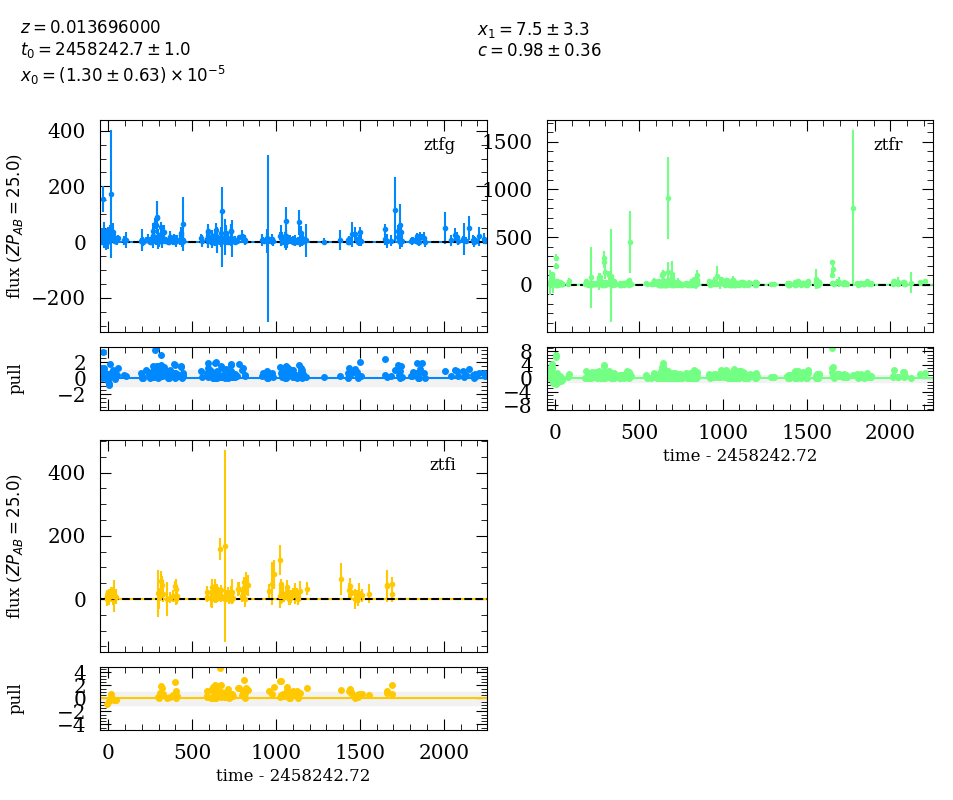 z = 0.013696000
t₀ = 2458242.7 ± 1.0
x₀ = (1.30 ± 0.63) × 10⁻⁵
x₁ = 7.5 ± 3.3
c = 0.98 ± 0.36
ztfg
flux (ZP_AB = 25.0)
400
200
0
−200
pull
2
0
−2
ztfr
1500
1000
500
0
8
4
0
−4
−8
0 500 1000 1500 2000
time - 2458242.72
ztfi
flux (ZP_AB = 25.0)
400
200
0
pull
4
2
0
−2
−4
0 500 1000 1500 2000
time - 2458242.72